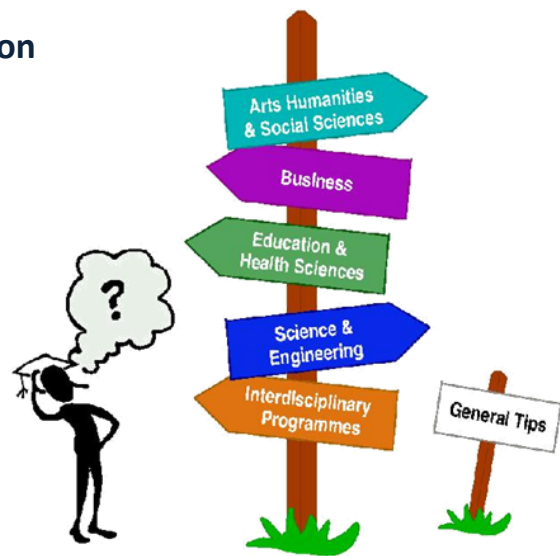 on
Arts Humanities
& Social Sciences
Business
Education &
Health Sciences
?
Science &
Engineering
Interdisciplinary
Programmes
General Tips